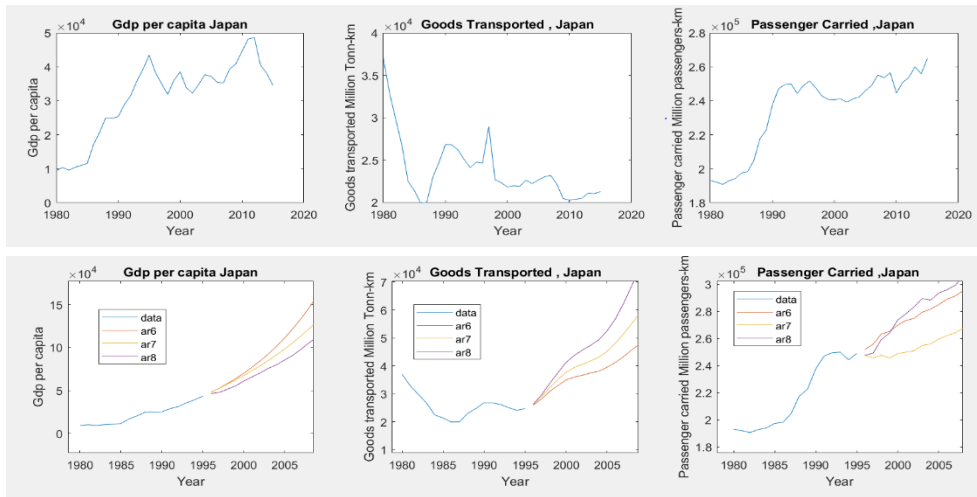 Gdp per capita Japan
×10^4
Gdp per capita
5
4
3
2
1
0
1980 1990 2000 2010 2020
Year
Goods Transported , Japan
×10^4
Goods transported Million Tonn-km
4
3.5
3
2.5
2
1980 1990 2000 2010 2020
Year
Passenger Carried ,Japan
×10^5
Passenger carried Million passengers-km
2.8
2.6
2.4
2.2
2
1.8
1980 1990 2000 2010 2020
Year
Gdp per capita Japan
×10^4
Gdp per capita
15
10
5
0
data
ar6
ar7
ar8
1980 1985 1990 1995 2000 2005
Year
Goods Transported , Japan
×10^4
Goods transported Million Tonn-km
7
6
5
4
3
2
1
data
ar6
ar7
ar8
1980 1985 1990 1995 2000 2005
Year
Passenger Carried ,Japan
×10^5
Passenger carried Million passengers-km
3
2.8
2.6
2.4
2.2
2
1.8
data
ar6
ar7
ar8
1980 1985 1990 1995 2000 2005
Year